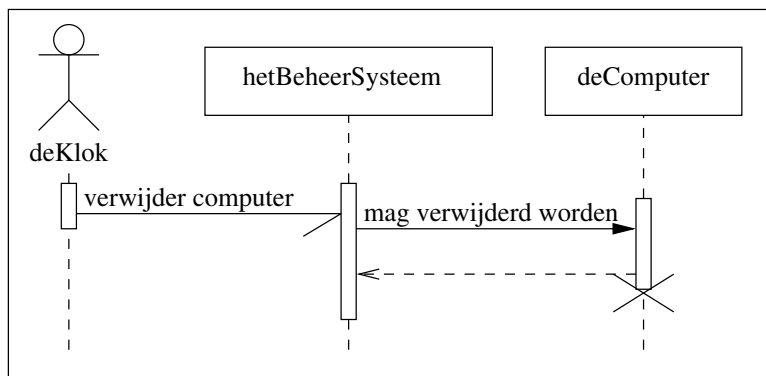 hetBeheerSysteem
deComputer
deKlok
verwijder computer
mag verwijderd worden